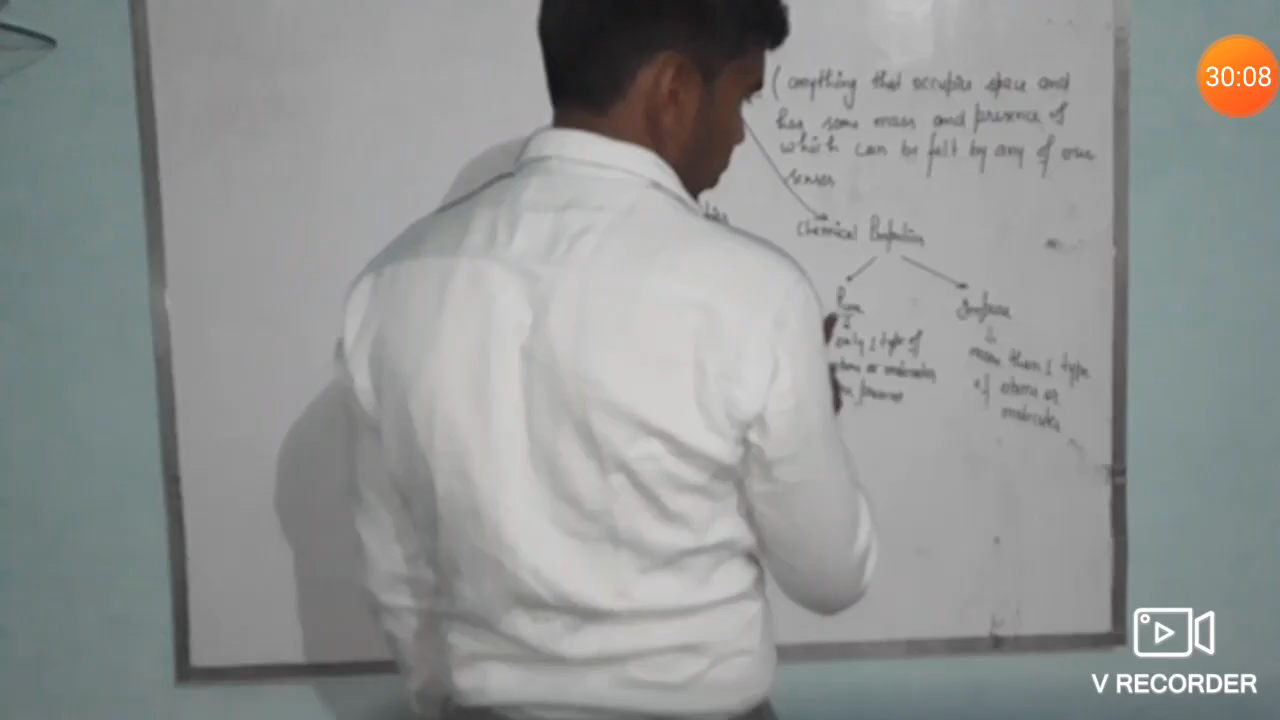 30:08
(anything that occupies space and
has some mass and presence of
which can be felt by any of our
senses
Chemical Properties
Pure
Impure
only 1 type of
atoms or molecules
more than 1 type
of atoms or
molecules
V RECORDER